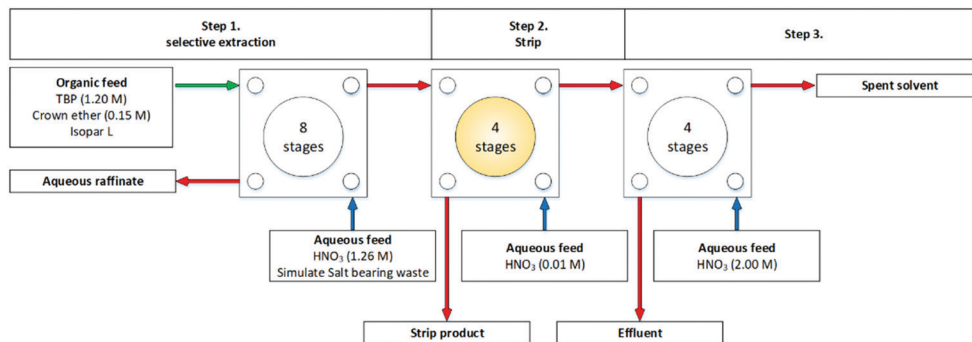 Step 1.
selective extraction
Step 2.
Strip
Step 3.
Organic feed
TBP (1.20 M)
Crown ether (0.15 M)
Isopar L
8
stages
4
stages
4
stages
Spent solvent
Aqueous raffinate
Aqueous feed
HNO₃ (1.26 M)
Simulate Salt bearing waste
Aqueous feed
HNO₃ (0.01 M)
Aqueous feed
HNO₃ (2.00 M)
Strip product
Effluent